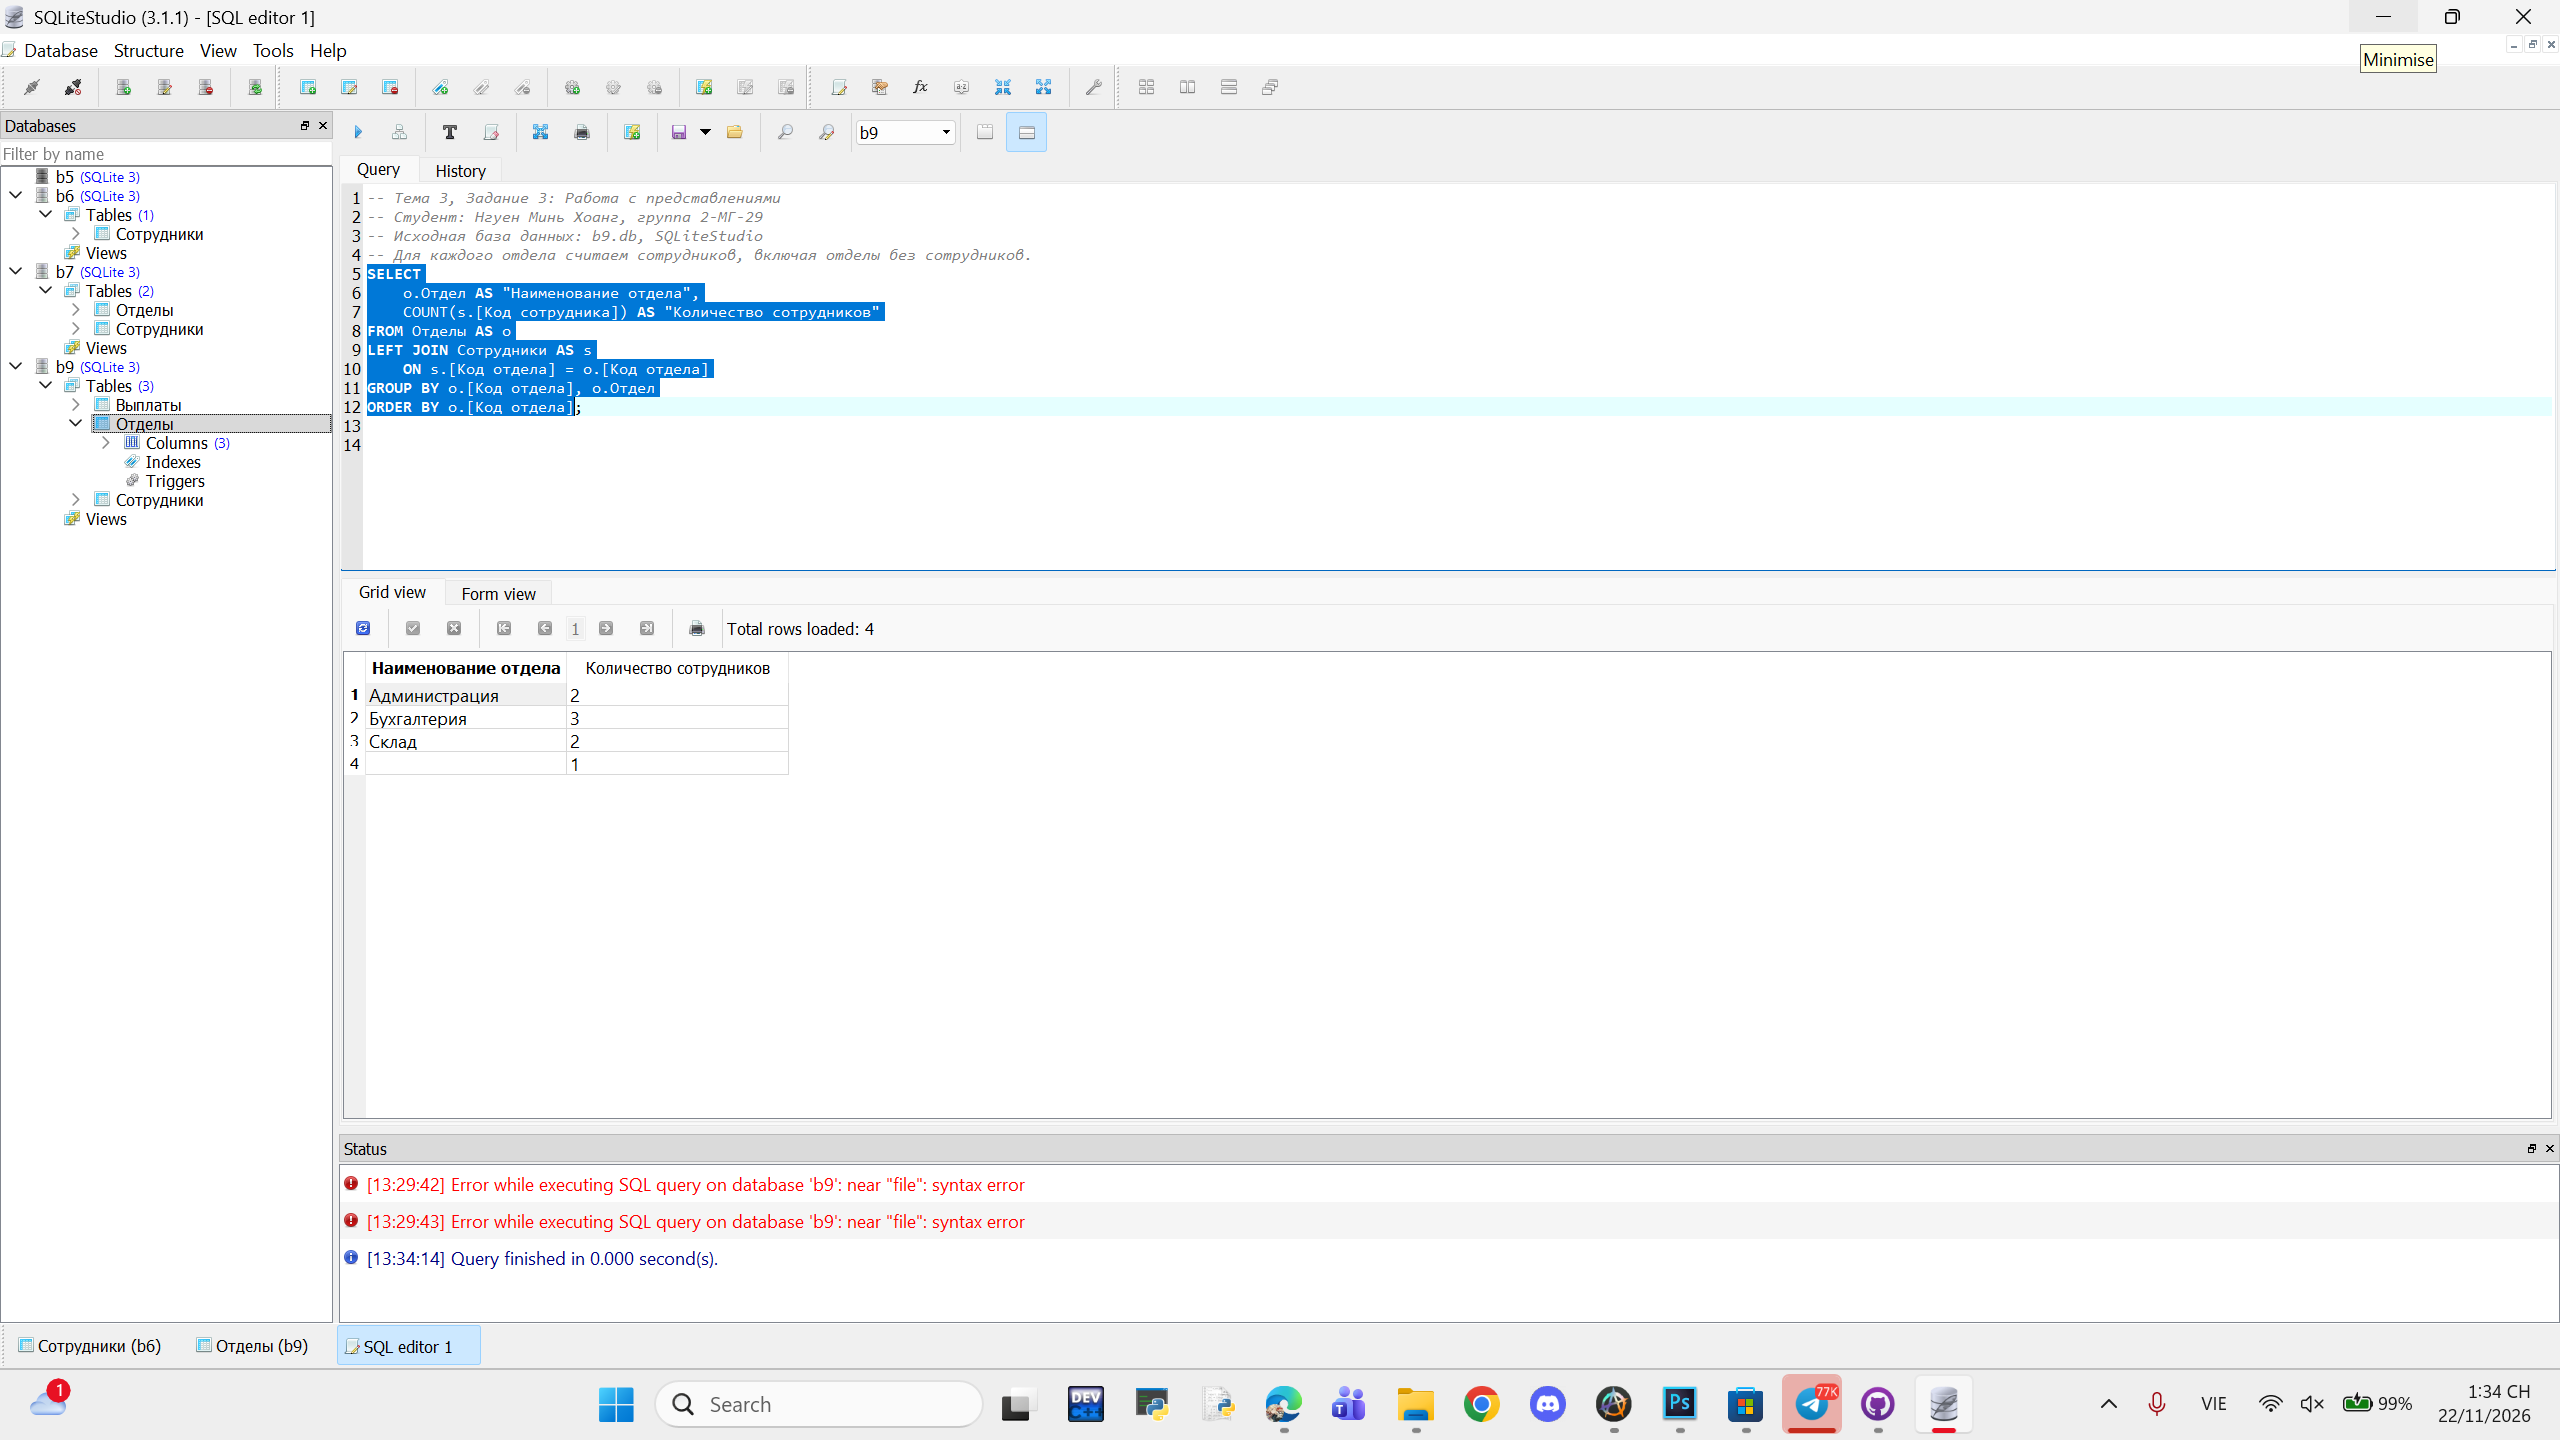 SQLiteStudio (3.1.1) - [SQL editor 1]
Database Structure View Tools Help
Minimise
Databases
Filter by name
b5 (SQLite 3)
b6 (SQLite 3)
Tables (1)
Сотрудники
Views
b7 (SQLite 3)
Tables (2)
Отделы
Сотрудники
Views
b9 (SQLite 3)
Tables (3)
Выплаты
Отделы
Columns (3)
Indexes
Triggers
Сотрудники
Views
b9
Query History
1 -- Тема 3, Задание 3: Работа с представлениями
2 -- Студент: Нгуен Минь Хоанг, группа 2-МГ-29
3 -- Исходная база данных: b9.db, SQLiteStudio
4 -- Для каждого отдела считаем сотрудников, включая отделы без сотрудников.
5 SELECT
6 o.Отдел AS "Наименование отдела",
7 COUNT(s.[Код сотрудника]) AS "Количество сотрудников"
8 FROM Отделы AS o
9 LEFT JOIN Сотрудники AS s
10 ON s.[Код отдела] = o.[Код отдела]
11 GROUP BY o.[Код отдела], o.Отдел
12 ORDER BY o.[Код отдела];
13
14
Grid view Form view
1 Total rows loaded: 4
Наименование отдела Количество сотрудников
1 Администрация 2
2 Бухгалтерия 3
3 Склад 2
4 1
Status
[13:29:42] Error while executing SQL query on database 'b9': near "file": syntax error
[13:29:43] Error while executing SQL query on database 'b9': near "file": syntax error
[13:34:14] Query finished in 0.000 second(s).
Сотрудники (b6) Отделы (b9) SQL editor 1
1
Search
DEV C++
Ps
77K
VIE
99%
1:34 CH
22/11/2026